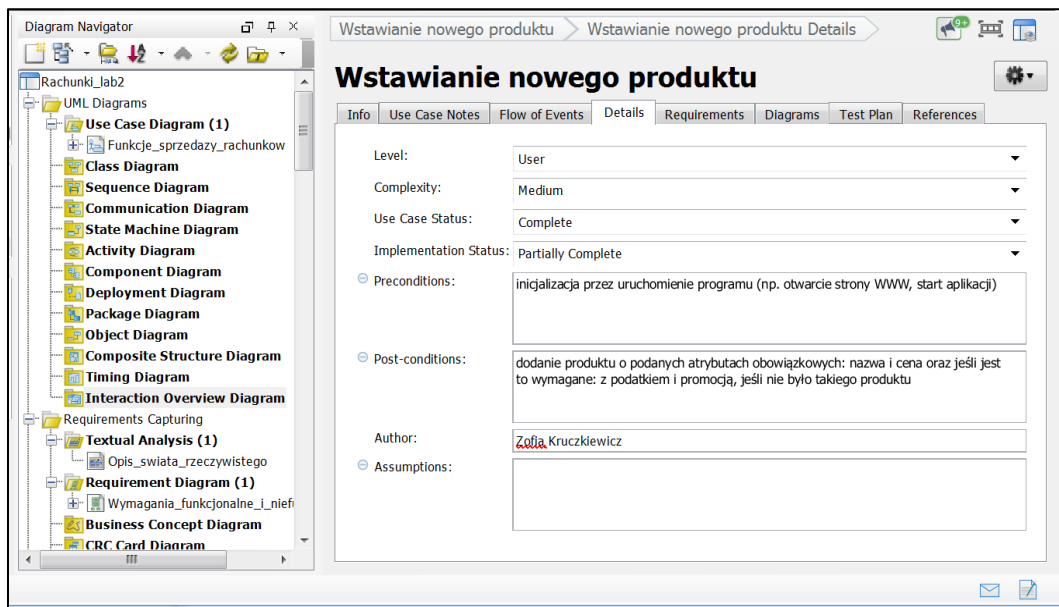 Diagram Navigator
Rachunki_lab2
UML Diagrams
Use Case Diagram (1)
Funkcje_sprzedazy_rachunkow
Class Diagram
Sequence Diagram
Communication Diagram
State Machine Diagram
Activity Diagram
Component Diagram
Deployment Diagram
Package Diagram
Object Diagram
Composite Structure Diagram
Timing Diagram
Interaction Overview Diagram
Requirements Capturing
Textual Analysis (1)
Opis_swiata_rzeczywistego
Requirement Diagram (1)
Wymagania_funkcjonalne_i_nief
Business Concept Diagram
CRC Card Diagram
Wstawianie nowego produktu
Wstawianie nowego produktu Details
9+
Wstawianie nowego produktu
Info
Use Case Notes
Flow of Events
Details
Requirements
Diagrams
Test Plan
References
Level:
User
Complexity:
Medium
Use Case Status:
Complete
Implementation Status:
Partially Complete
Preconditions:
inicjalizacja przez uruchomienie programu (np. otwarcie strony WWW, start aplikacji)
Post-conditions:
dodanie produktu o podanych atrybutach obowiązkowych: nazwa i cena oraz jeśli jest
to wymagane: z podatkiem i promocją, jeśli nie było takiego produktu
Author:
Zofia Kruczkiewicz
Assumptions: